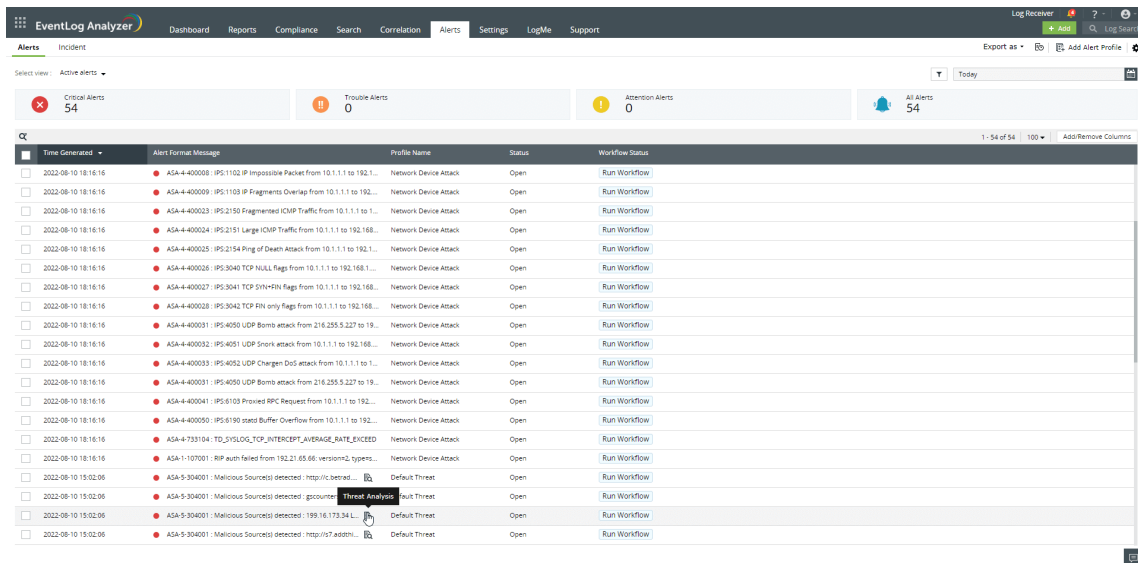 Log Receiver ?
EventLog Analyzer Dashboard Reports Compliance Search Correlation Alerts Settings LogMe Support + Add Log Search
Alerts Incident Export as Add Alert Profile
Select view : Active alerts Today
Critical Alerts Trouble Alerts Attention Alerts All Alerts
54 0 0 54
1 - 54 of 54 100 Add/Remove Columns
Time Generated Alert Format Message Profile Name Status Workflow Status
2022-08-10 18:16:16 ASA-4-400008 : IPS:1102 IP Impossible Packet from 10.1.1.1 to 192.1... Network Device Attack Open Run Workflow
2022-08-10 18:16:16 ASA-4-400009 : IPS:1103 IP Fragments Overlap from 10.1.1.1 to 192.... Network Device Attack Open Run Workflow
2022-08-10 18:16:16 ASA-4-400023 : IPS:2150 Fragmented ICMP Traffic from 10.1.1.1 to 1... Network Device Attack Open Run Workflow
2022-08-10 18:16:16 ASA-4-400024 : IPS:2151 Large ICMP Traffic from 10.1.1.1 to 192.168... Network Device Attack Open Run Workflow
2022-08-10 18:16:16 ASA-4-400025 : IPS:2154 Ping of Death Attack from 10.1.1.1 to 192.1... Network Device Attack Open Run Workflow
2022-08-10 18:16:16 ASA-4-400026 : IPS:3040 TCP NULL flags from 10.1.1.1 to 192.168.1.... Network Device Attack Open Run Workflow
2022-08-10 18:16:16 ASA-4-400027 : IPS:3041 TCP SYN+FIN flags from 10.1.1.1 to 192.168... Network Device Attack Open Run Workflow
2022-08-10 18:16:16 ASA-4-400028 : IPS:3042 TCP FIN only flags from 10.1.1.1 to 192.168.... Network Device Attack Open Run Workflow
2022-08-10 18:16:16 ASA-4-400031 : IPS:4050 UDP Bomb attack from 216.255.5.227 to 19... Network Device Attack Open Run Workflow
2022-08-10 18:16:16 ASA-4-400032 : IPS:4051 UDP Snork attack from 10.1.1.1 to 192.168.... Network Device Attack Open Run Workflow
2022-08-10 18:16:16 ASA-4-400033 : IPS:4052 UDP Chargen DoS attack from 10.1.1.1 to 1... Network Device Attack Open Run Workflow
2022-08-10 18:16:16 ASA-4-400031 : IPS:4050 UDP Bomb attack from 216.255.5.227 to 19... Network Device Attack Open Run Workflow
2022-08-10 18:16:16 ASA-4-400041 : IPS:6103 Proxied RPC Request from 10.1.1.1 to 192.... Network Device Attack Open Run Workflow
2022-08-10 18:16:16 ASA-4-400050 : IPS:6190 statd Buffer Overflow from 10.1.1.1 to 192.... Network Device Attack Open Run Workflow
2022-08-10 18:16:16 ASA-4-733104 : TD_SYSLOG_TCP_INTERCEPT_AVERAGE_RATE_EXCEED Network Device Attack Open Run Workflow
2022-08-10 18:16:16 ASA-1-107001 : RIP auth failed from 192.21.65.66: version=2, type=s... Network Device Attack Open Run Workflow
2022-08-10 15:02:06 ASA-5-304001 : Malicious Source(s) detected : http://c.betrad.... Default Threat Open Run Workflow
2022-08-10 15:02:06 ASA-5-304001 : Malicious Source(s) detected : gscounter Threat Analysis fault Threat Open Run Workflow
2022-08-10 15:02:06 ASA-5-304001 : Malicious Source(s) detected : 199.16.173.34 L... Default Threat Open Run Workflow
2022-08-10 15:02:06 ASA-5-304001 : Malicious Source(s) detected : http://s7.addthi... Default Threat Open Run Workflow